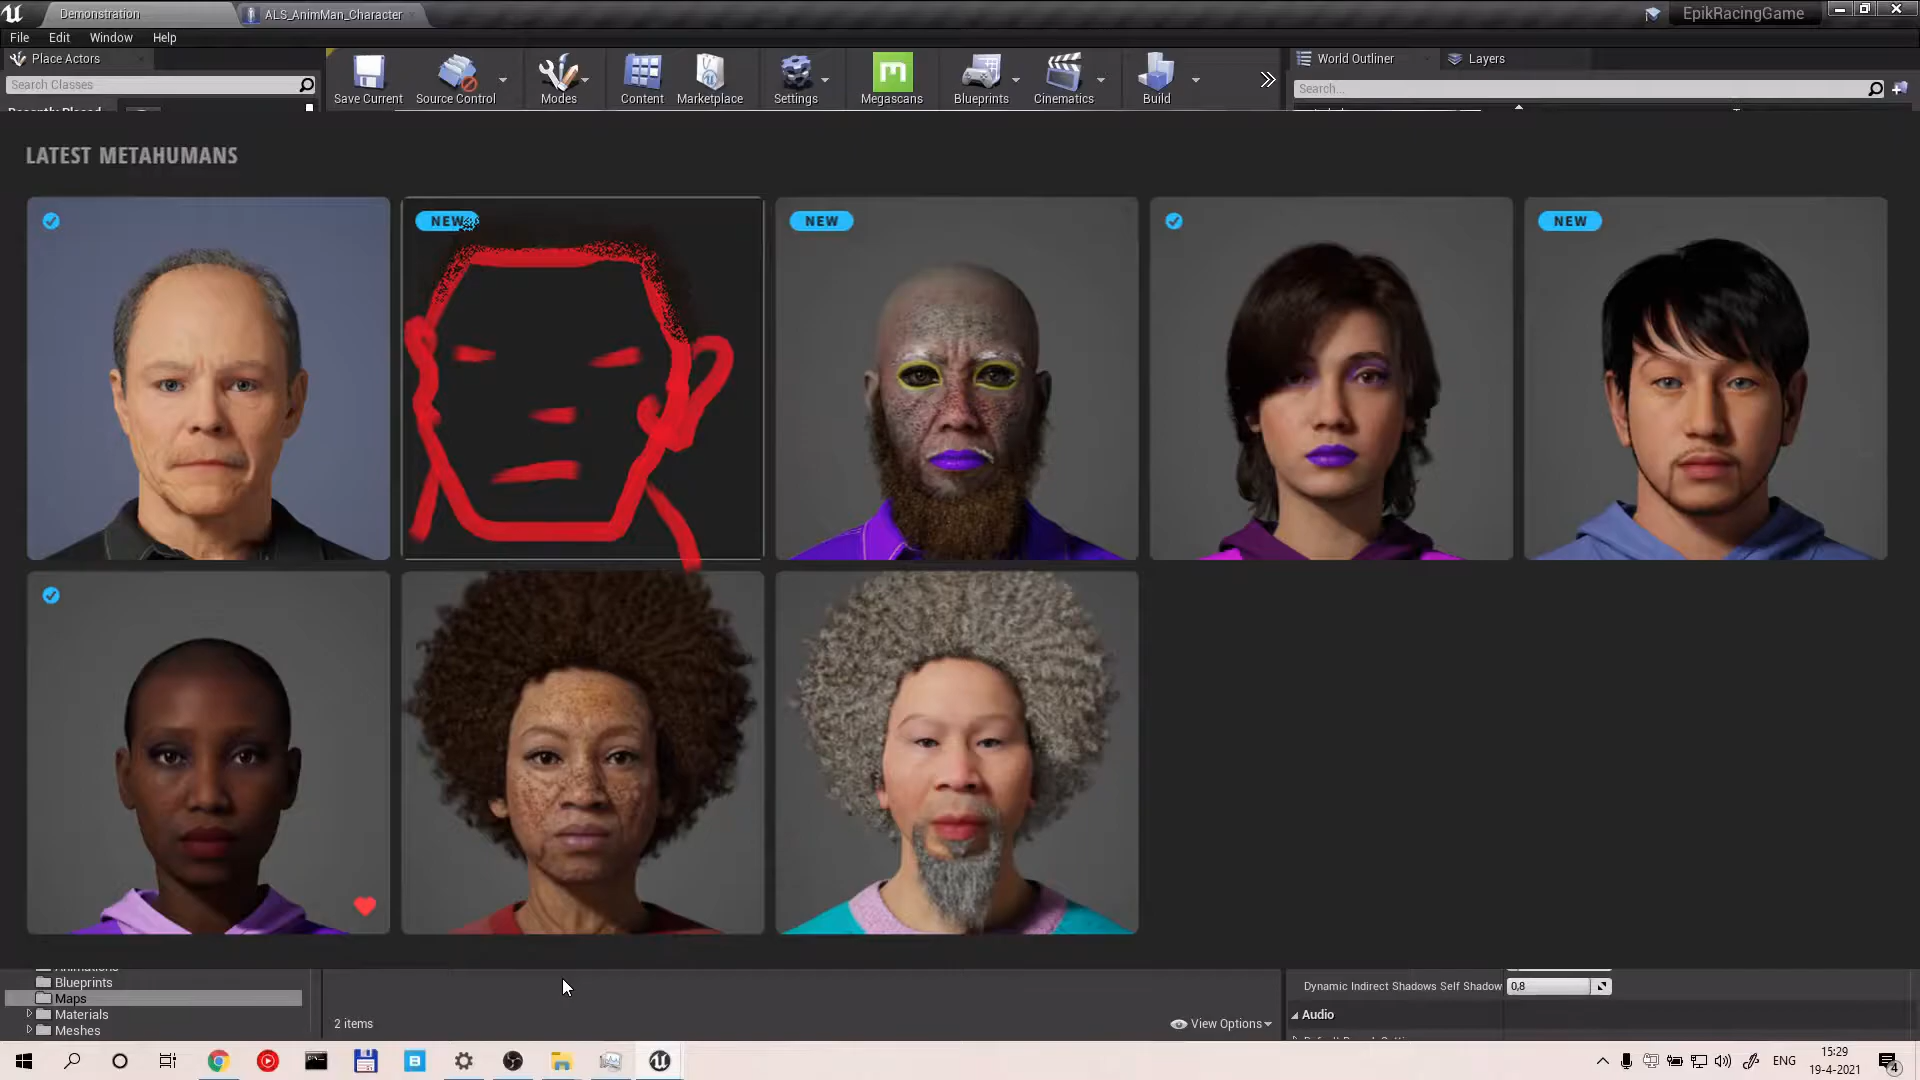 Demonstration
ALS_AnimMan_Character
EpikRacingGame
File Edit Window Help
Place Actors
World Outliner
Layers
Search Classes
Search...
Save Current
Source Control
Modes
Content
Marketplace
Settings
Megascans
Blueprints
Cinematics
Build
LATEST METAHUMANS
NEW
NEW
NEW
Blueprints
Maps
Materials
Meshes
2 items
View Options
Dynamic Indirect Shadows Self Shadow
0,8
Audio
ENG
15:29
19-4-2021
4